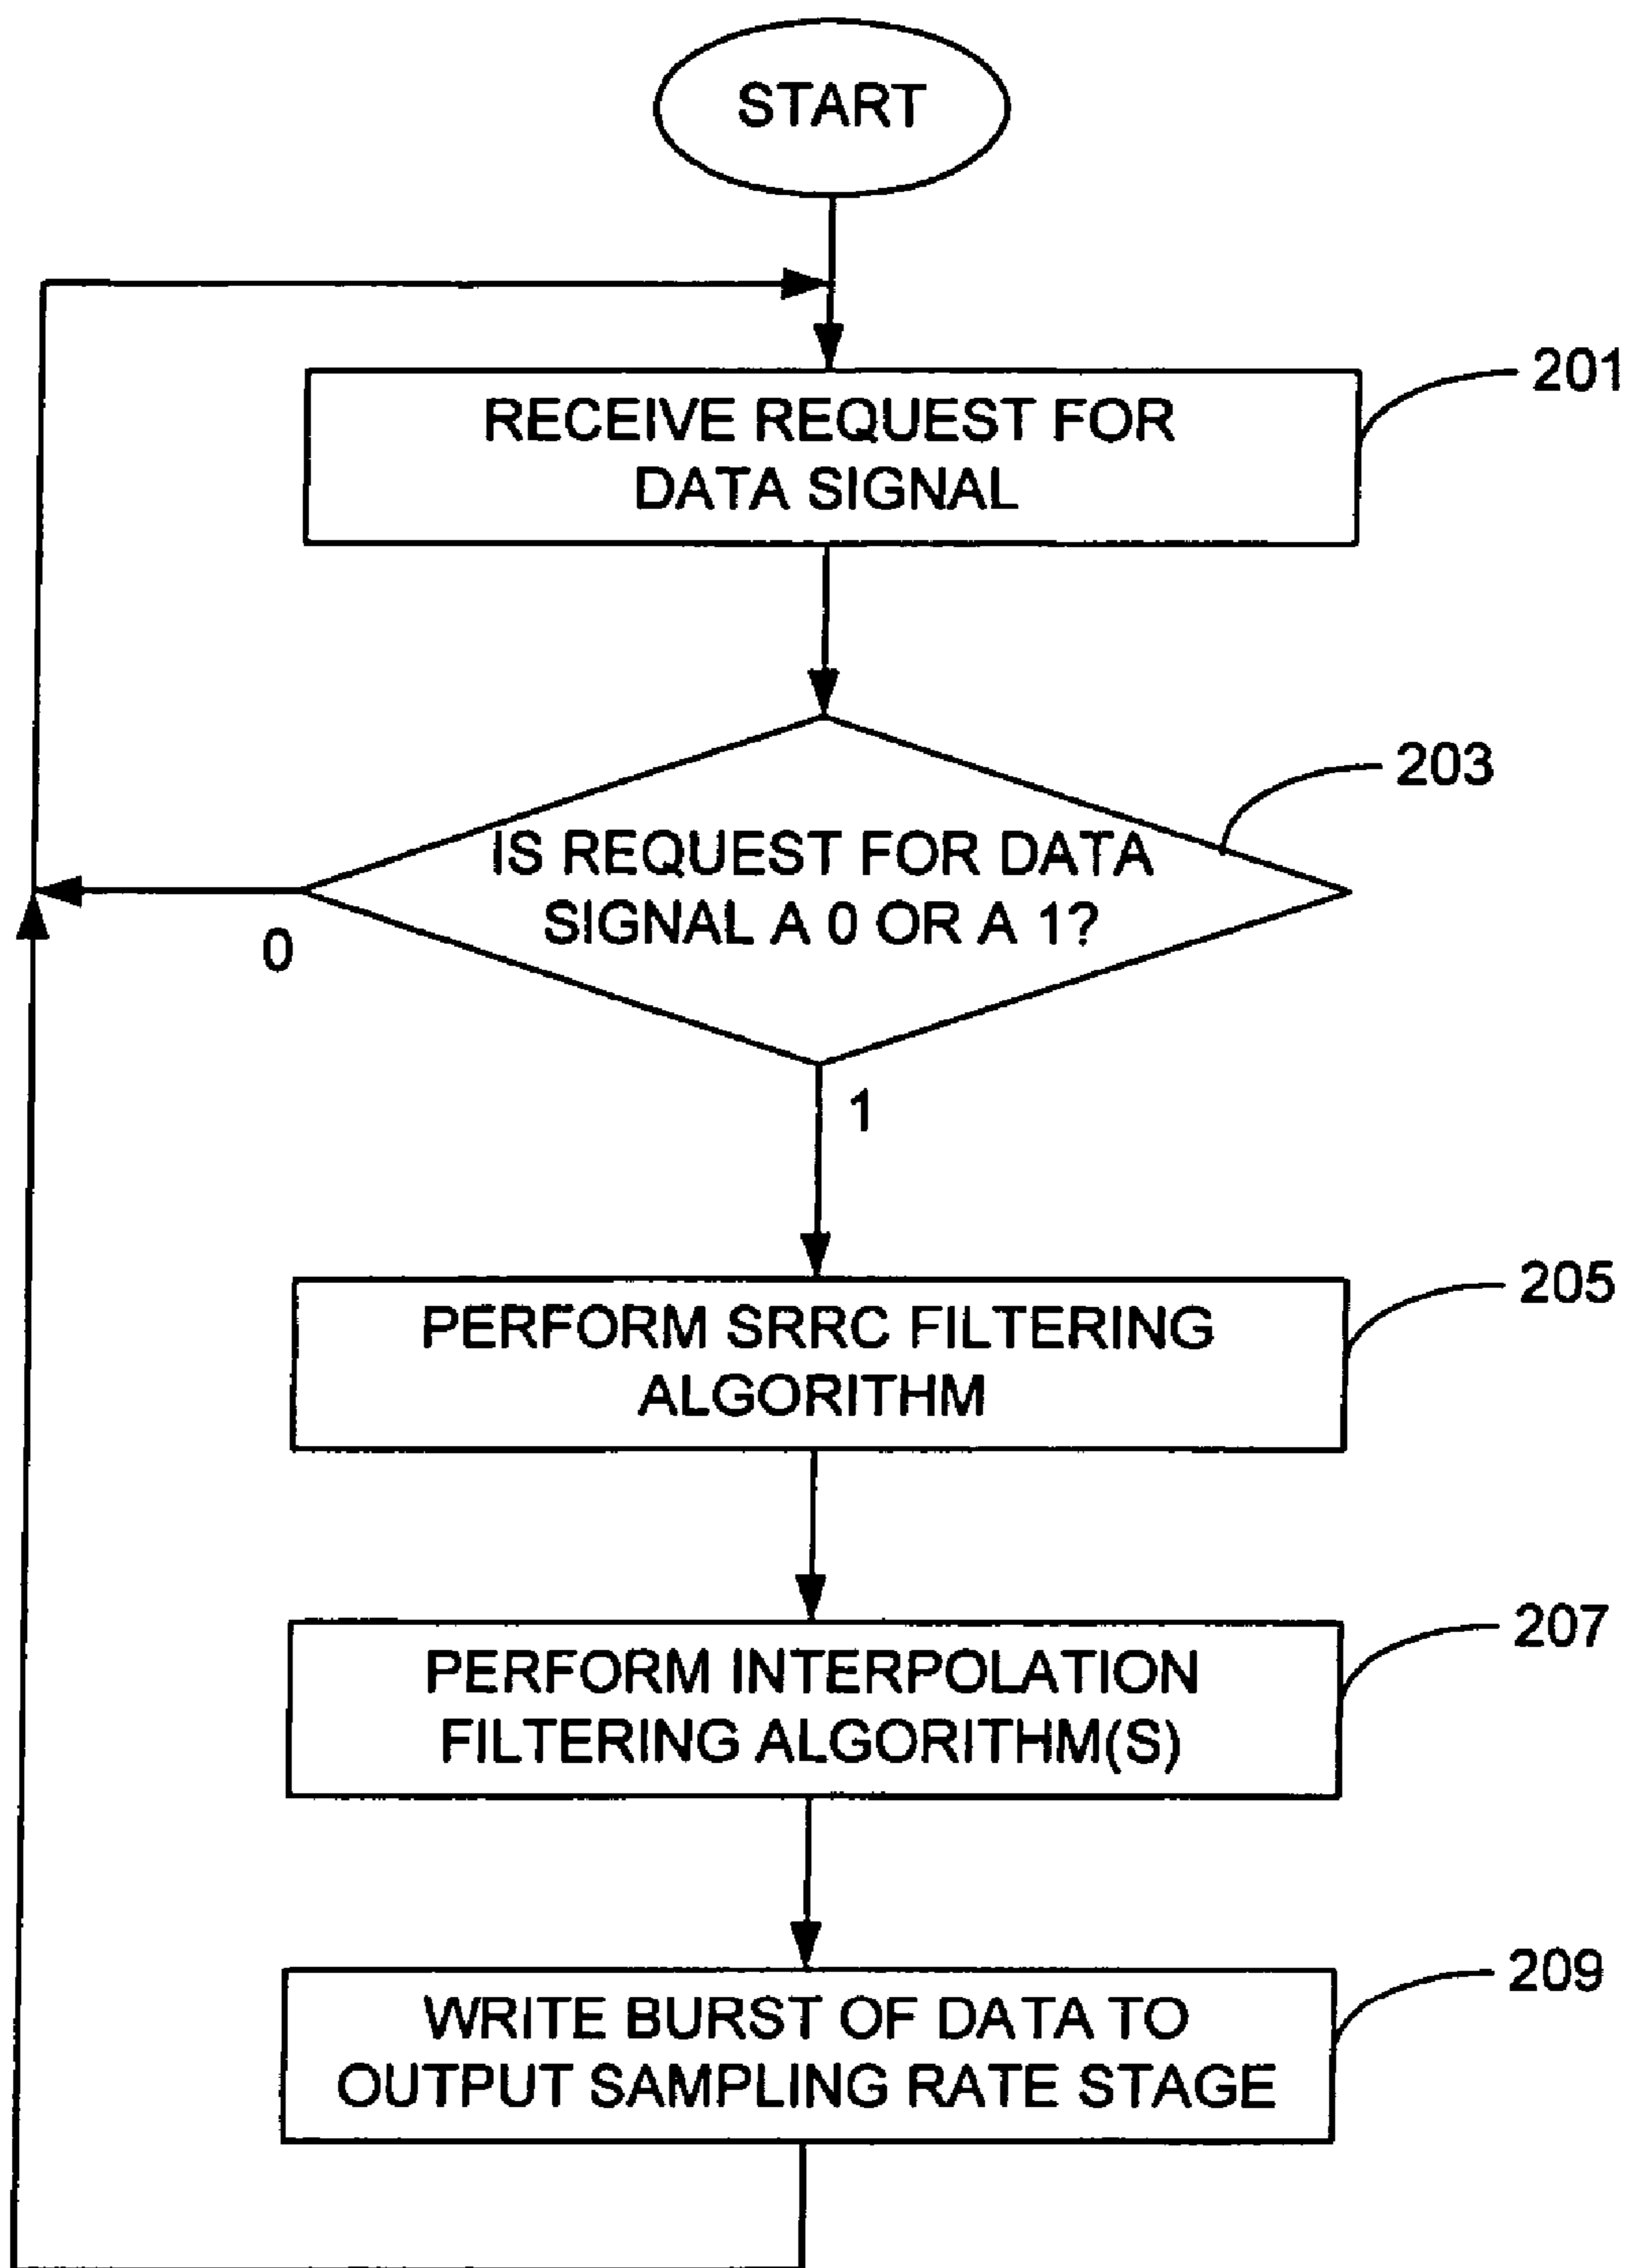 START
201
RECEIVE REQUEST FOR
DATA SIGNAL
203
IS REQUEST FOR DATA
SIGNAL A 0 OR A 1?
0
1
205
PERFORM SRRC FILTERING
ALGORITHM
207
PERFORM INTERPOLATION
FILTERING ALGORITHM(S)
209
WRITE BURST OF DATA TO
OUTPUT SAMPLING RATE STAGE